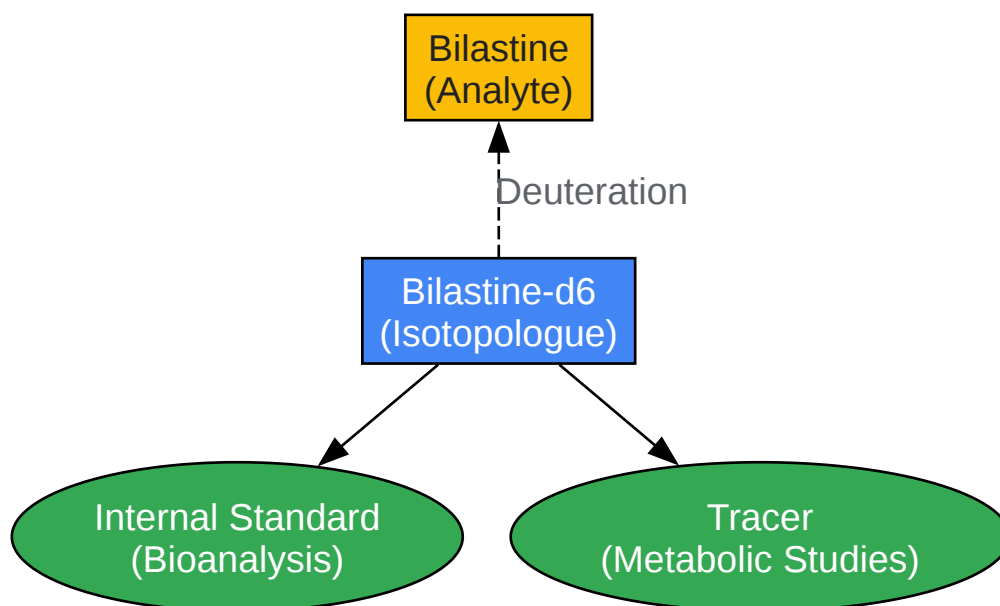 Bilastine
(Analyte)
Deuteration
Bilastine-d6
(Isotopologue)
Internal Standard
(Bioanalysis)
Tracer
(Metabolic Studies)